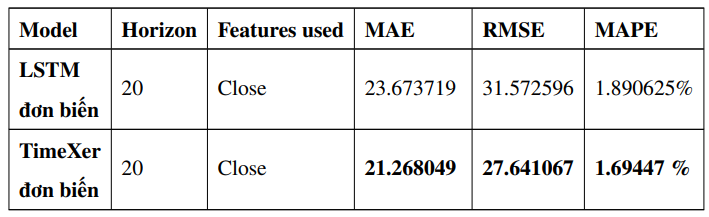 Model Horizon Features used MAE RMSE MAPE
LSTM
đơn biến
20 Close 23.673719 31.572596 1.890625%
TimeXer
đơn biến
20 Close 21.268049 27.641067 1.69447 %